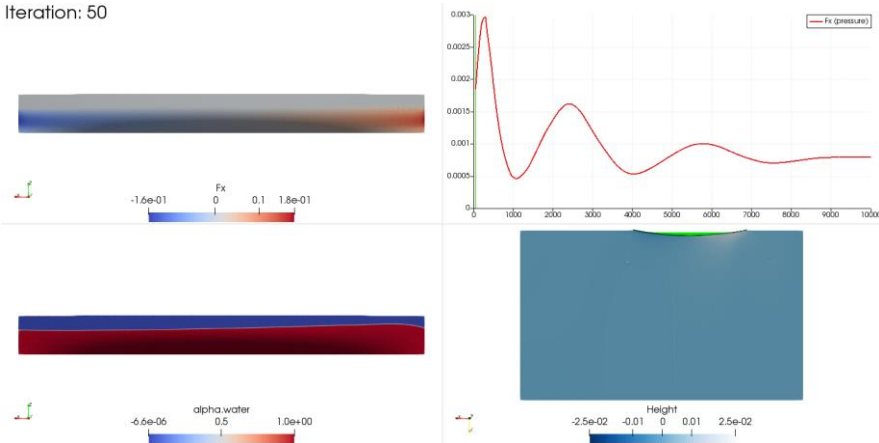 Iteration: 50
Fx
-1.6e-01 0 0.1 1.8e-01
0.003
0.0025
0.002
0.0015
0.001
0.0005
0
0 1000 2000 3000 4000 5000 6000 7000 8000 9000 10000
Fx (pressure)
alpha.water
-6.6e-06 0.5 1.0e+00
Height
-2.5e-02 -0.01 0 0.01 2.5e-02